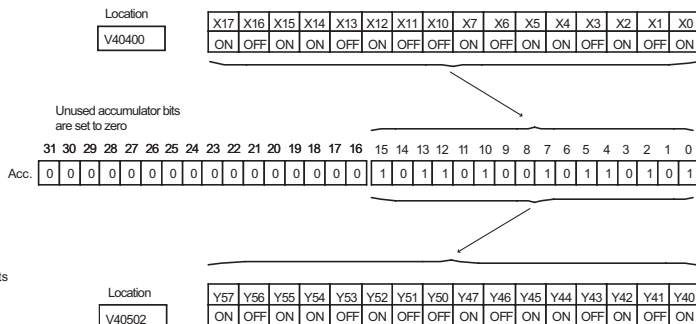 Location
V40400
X17 X16 X15 X14 X13 X12 X11 X10 X7 X6 X5 X4 X3 X2 X1 X0
ON OFF ON ON OFF ON OFF OFF ON OFF ON ON OFF ON OFF ON
Unused accumulator bits
are set to zero
31 30 29 28 27 26 25 24 23 22 21 20 19 18 17 16 15 14 13 12 11 10 9 8 7 6 5 4 3 2 1 0
Acc. 0 0 0 0 0 0 0 0 0 0 0 0 0 0 0 0 1 0 1 1 0 1 0 0 1 0 1 1 0 1 0 1
ts
Location
V40502
Y57 Y56 Y55 Y54 Y53 Y52 Y51 Y50 Y47 Y46 Y45 Y44 Y43 Y42 Y41 Y40
ON OFF ON ON OFF ON OFF OFF ON OFF ON ON OFF ON OFF ON